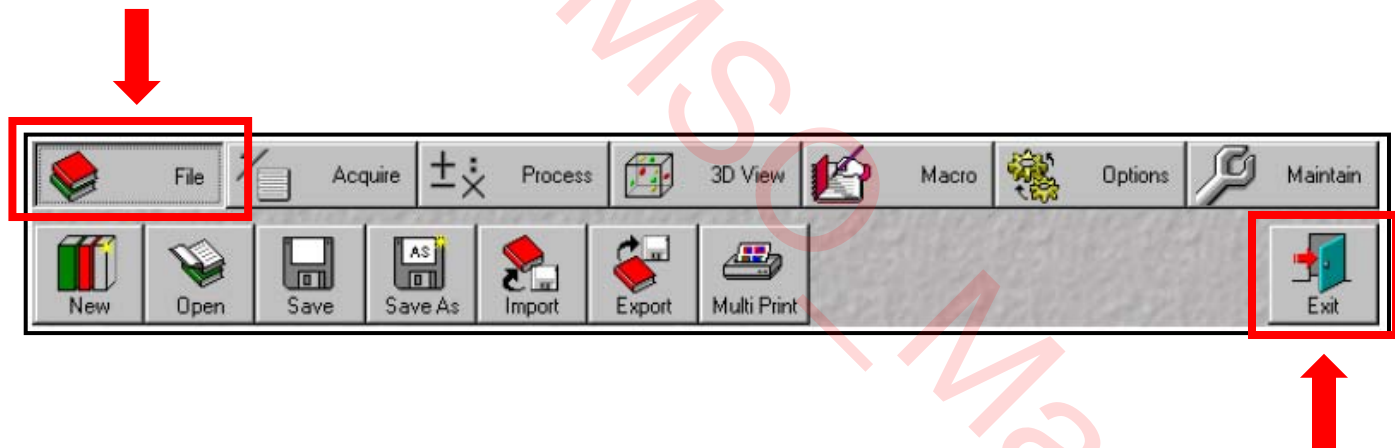 File Acquire Process 3D View Macro Options Maintain
AS
New Open Save Save As Import Export Multi Print Exit
MSO_Ma